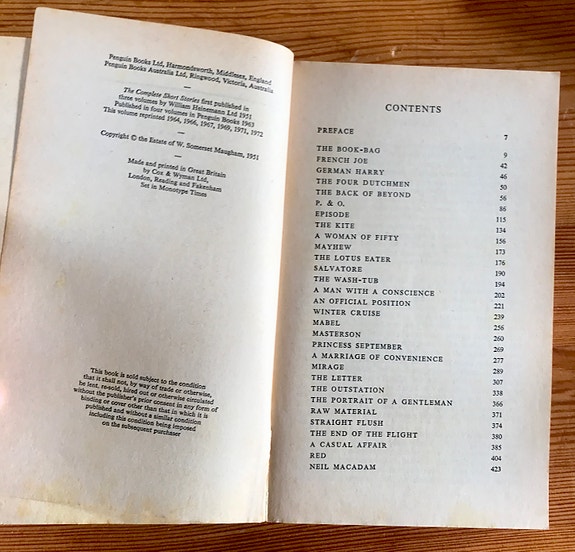 Penguin Books Ltd, Harmondsworth, Middlesex, England
Penguin Books Australia Ltd, Ringwood, Victoria, Australia
—
The Complete Short Stories first published in
three volumes by William Heinemann Ltd 1951
Published in four volumes in Penguin Books 1963
This volume reprinted 1964, 1966, 1967, 1969, 1971, 1972
—
Copyright © the Estate of W. Somerset Maugham, 1951
—
Made and printed in Great Britain
by Cox & Wyman Ltd,
London, Reading and Fakenham
Set in Monotype Times
This book is sold subject to the condition
that it shall not, by way of trade or otherwise,
be lent, re-sold, hired out or otherwise circulated
without the publisher's prior consent in any form of
binding or cover other than that in which it is
published and without a similar condition
including this condition being imposed
on the subsequent purchaser
CONTENTS
PREFACE 7
THE BOOK-BAG 9
FRENCH JOE 42
GERMAN HARRY 46
THE FOUR DUTCHMEN 50
THE BACK OF BEYOND 56
P. & O. 86
EPISODE 115
THE KITE 134
A WOMAN OF FIFTY 156
MAYHEW 173
THE LOTUS EATER 176
SALVATORE 190
THE WASH-TUB 194
A MAN WITH A CONSCIENCE 202
AN OFFICIAL POSITION 221
WINTER CRUISE 239
MABEL 256
MASTERSON 260
PRINCESS SEPTEMBER 269
A MARRIAGE OF CONVENIENCE 277
MIRAGE 289
THE LETTER 307
THE OUTSTATION 338
THE PORTRAIT OF A GENTLEMAN 366
RAW MATERIAL 371
STRAIGHT FLUSH 374
THE END OF THE FLIGHT 380
A CASUAL AFFAIR 385
RED 404
NEIL MACADAM 423